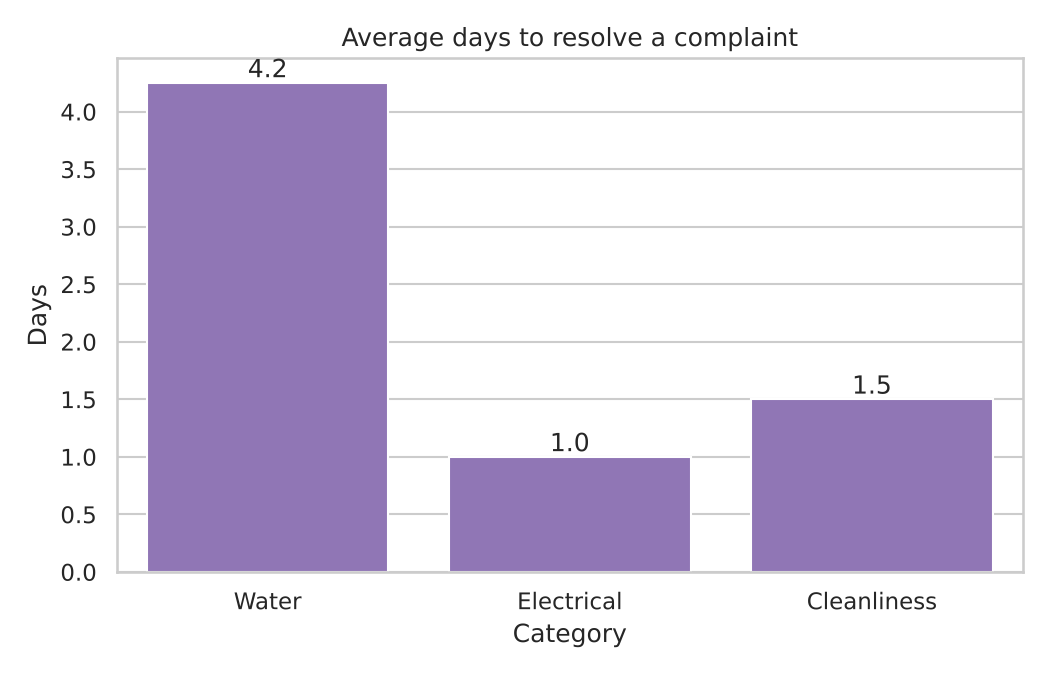 Average days to resolve a complaint
4.2
4.0
3.5
3.0
2.5
2.0
1.5
1.0
0.5
0.0
Days
1.0
1.5
Water
Electrical
Cleanliness
Category